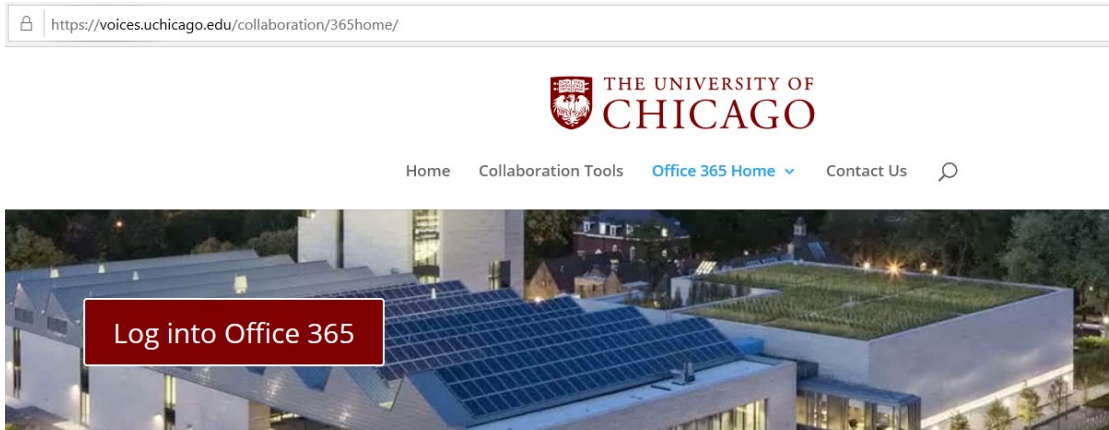 https://voices.uchicago.edu/collaboration/365home/
THE UNIVERSITY OF
CHICAGO
Home Collaboration Tools Office 365 Home Contact Us
Log into Office 365